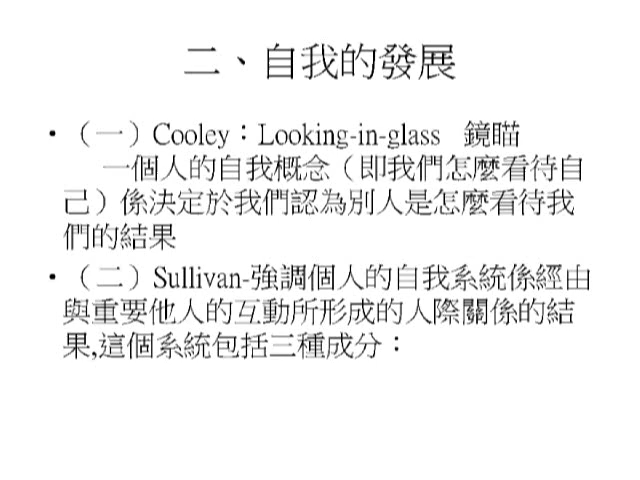 二、自我的發展
• （一）Cooley：Looking-in-glass 鏡瞄
一個人的自我概念（即我們怎麼看待自
己）係決定於我們認為別人是怎麼看待我
們的結果
• （二）Sullivan-強調個人的自我系統係經由
與重要他人的互動所形成的人際關係的結
果,這個系統包括三種成分：